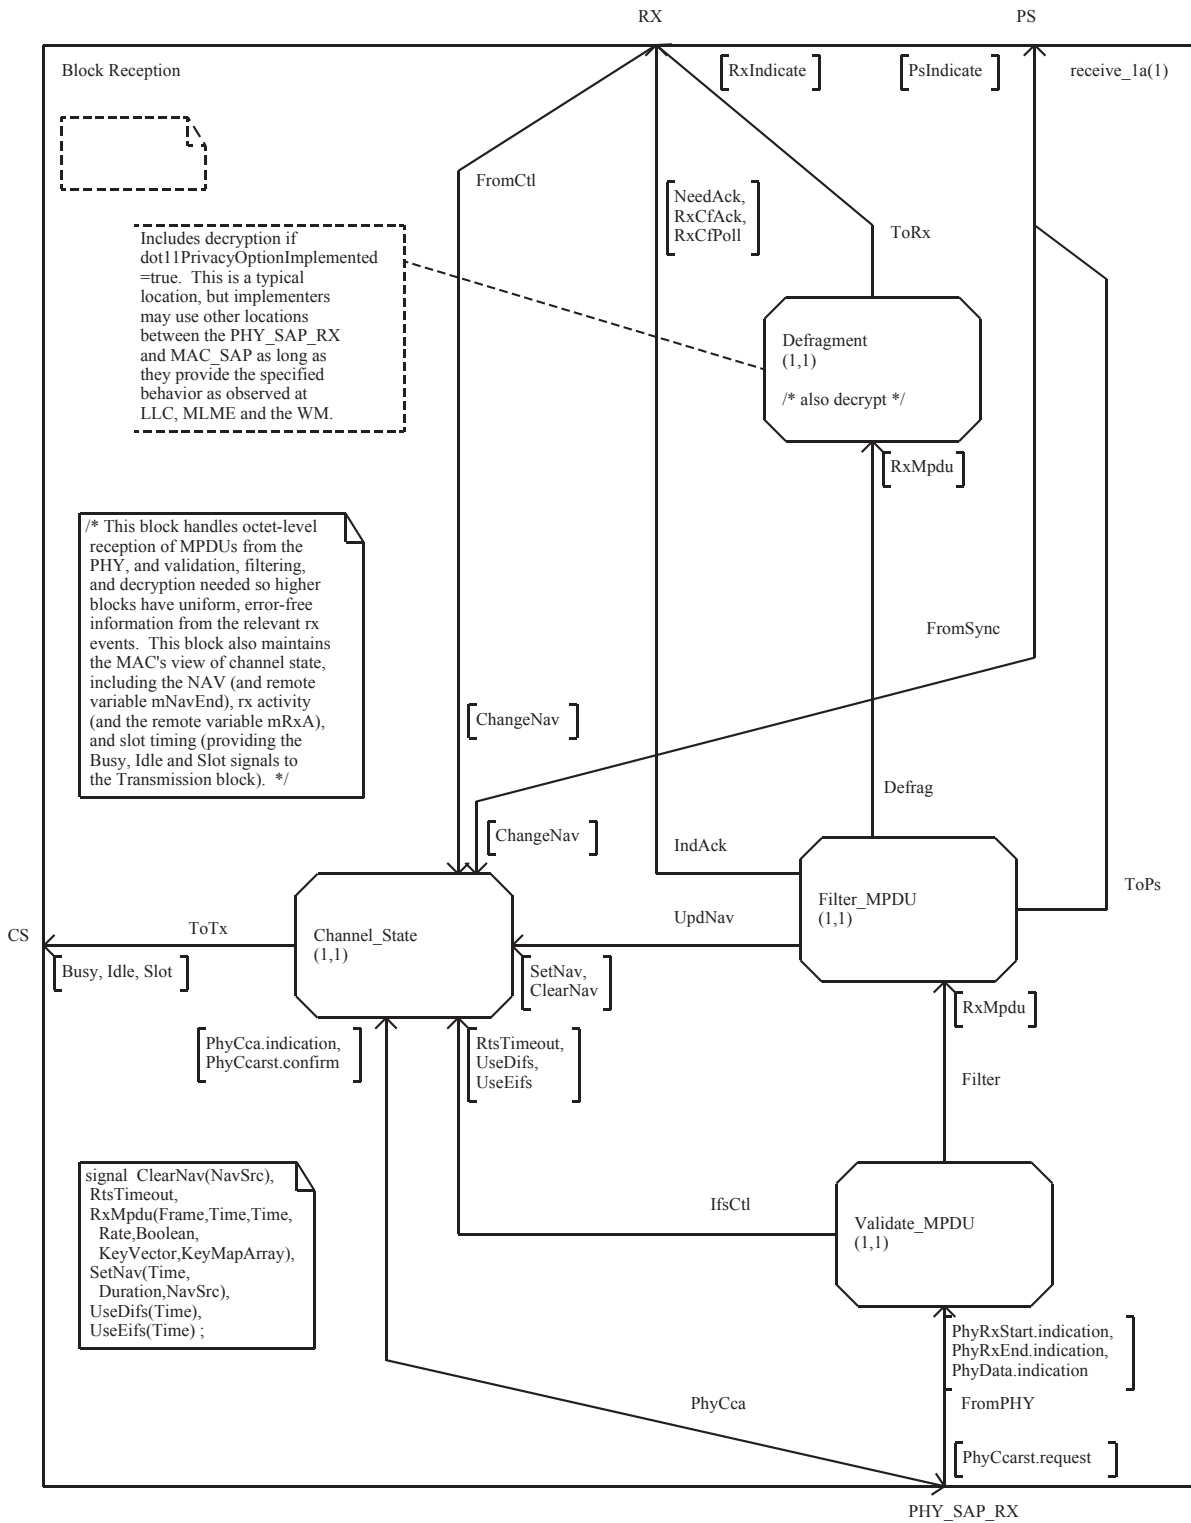 RX
PS
Block Reception
RxIndicate
PsIndicate
receive_1a(1)
FromCtl
NeedAck,
RxCfAck,
RxCfPoll
ToRx
Includes decryption if
dot11PrivacyOptionImplemented
=true. This is a typical
location, but implementers
may use other locations
between the PHY_SAP_RX
and MAC_SAP as long as
they provide the specified
behavior as observed at
LLC, MLME and the WM.
Defragment
(1,1)
/* also decrypt */
RxMpdu
/* This block handles octet-level
reception of MPDUs from the
PHY, and validation, filtering,
and decryption needed so higher
blocks have uniform, error-free
information from the relevant rx
events. This block also maintains
the MAC's view of channel state,
including the NAV (and remote
variable mNavEnd), rx activity
(and the remote variable mRxA),
and slot timing (providing the
Busy, Idle and Slot signals to
the Transmission block). */
FromSync
ChangeNav
Defrag
ChangeNav
IndAck
ToPs
Filter_MPDU
(1,1)
UpdNav
CS
ToTx
Channel_State
(1,1)
Busy, Idle, Slot
SetNav,
ClearNav
RxMpdu
PhyCca.indication,
PhyCcarst.confirm
RtsTimeout,
UseDifs,
UseEifs
Filter
signal ClearNav(NavSrc),
RtsTimeout,
RxMpdu(Frame,Time,Time,
Rate,Boolean,
KeyVector,KeyMapArray),
SetNav(Time,
Duration,NavSrc),
UseDifs(Time),
UseEifs(Time) ;
IfsCtl
Validate_MPDU
(1,1)
PhyRxStart.indication,
PhyRxEnd.indication,
PhyData.indication
PhyCca
FromPHY
PhyCcarst.request
PHY_SAP_RX